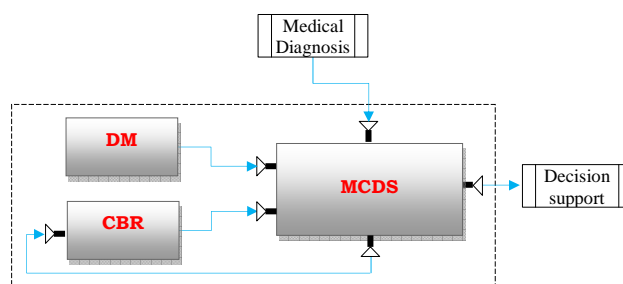 Medical
Diagnosis
DM
MCDS
Decision
support
CBR